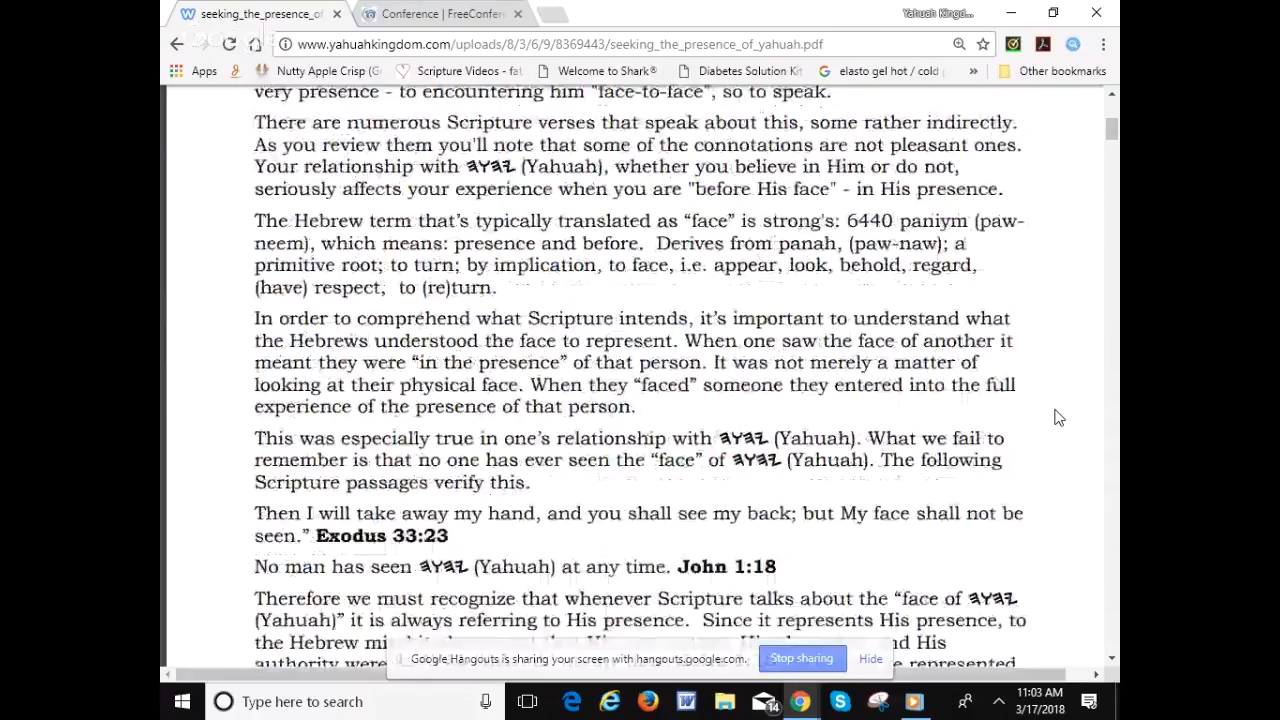 seeking_the_presence_of
Conference | FreeConfere
Yahuah Kingd...
www.yahuahkingdom.com/uploads/8/3/6/9/8369443/seeking_the_presence_of_yahuah.pdf
Apps Nutty Apple Crisp (Gr Scripture Videos - fat Welcome to Shark® Diabetes Solution Kit elasto gel hot / cold » Other bookmarks
very presence - to encountering him "face-to-face", so to speak.
There are numerous Scripture verses that speak about this, some rather indirectly.
As you review them you'll note that some of the connotations are not pleasant ones.
Your relationship with 𐤉𐤄𐤅𐤄 (Yahuah), whether you believe in Him or do not,
seriously affects your experience when you are "before His face" - in His presence.
The Hebrew term that's typically translated as “face” is strong's: 6440 paniym (paw-
neem), which means: presence and before. Derives from panah, (paw-naw); a
primitive root; to turn; by implication, to face, i.e. appear, look, behold, regard,
(have) respect, to (re)turn.
In order to comprehend what Scripture intends, it's important to understand what
the Hebrews understood the face to represent. When one saw the face of another it
meant they were “in the presence” of that person. It was not merely a matter of
looking at their physical face. When they “faced” someone they entered into the full
experience of the presence of that person.
This was especially true in one's relationship with 𐤉𐤄𐤅𐤄 (Yahuah). What we fail to
remember is that no one has ever seen the “face” of 𐤉𐤄𐤅𐤄 (Yahuah). The following
Scripture passages verify this.
Then I will take away my hand, and you shall see my back; but My face shall not be
seen.” Exodus 33:23
No man has seen 𐤉𐤄𐤅𐤄 (Yahuah) at any time. John 1:18
Therefore we must recognize that whenever Scripture talks about the “face of 𐤉𐤄𐤅𐤄
(Yahuah)” it is always referring to His presence. Since it represents His presence, to
the Hebrew and His
authority were represented
Google Hangouts is sharing your screen with hangouts.google.com. Stop sharing Hide
Type here to search
14
11:03 AM
3/17/2018